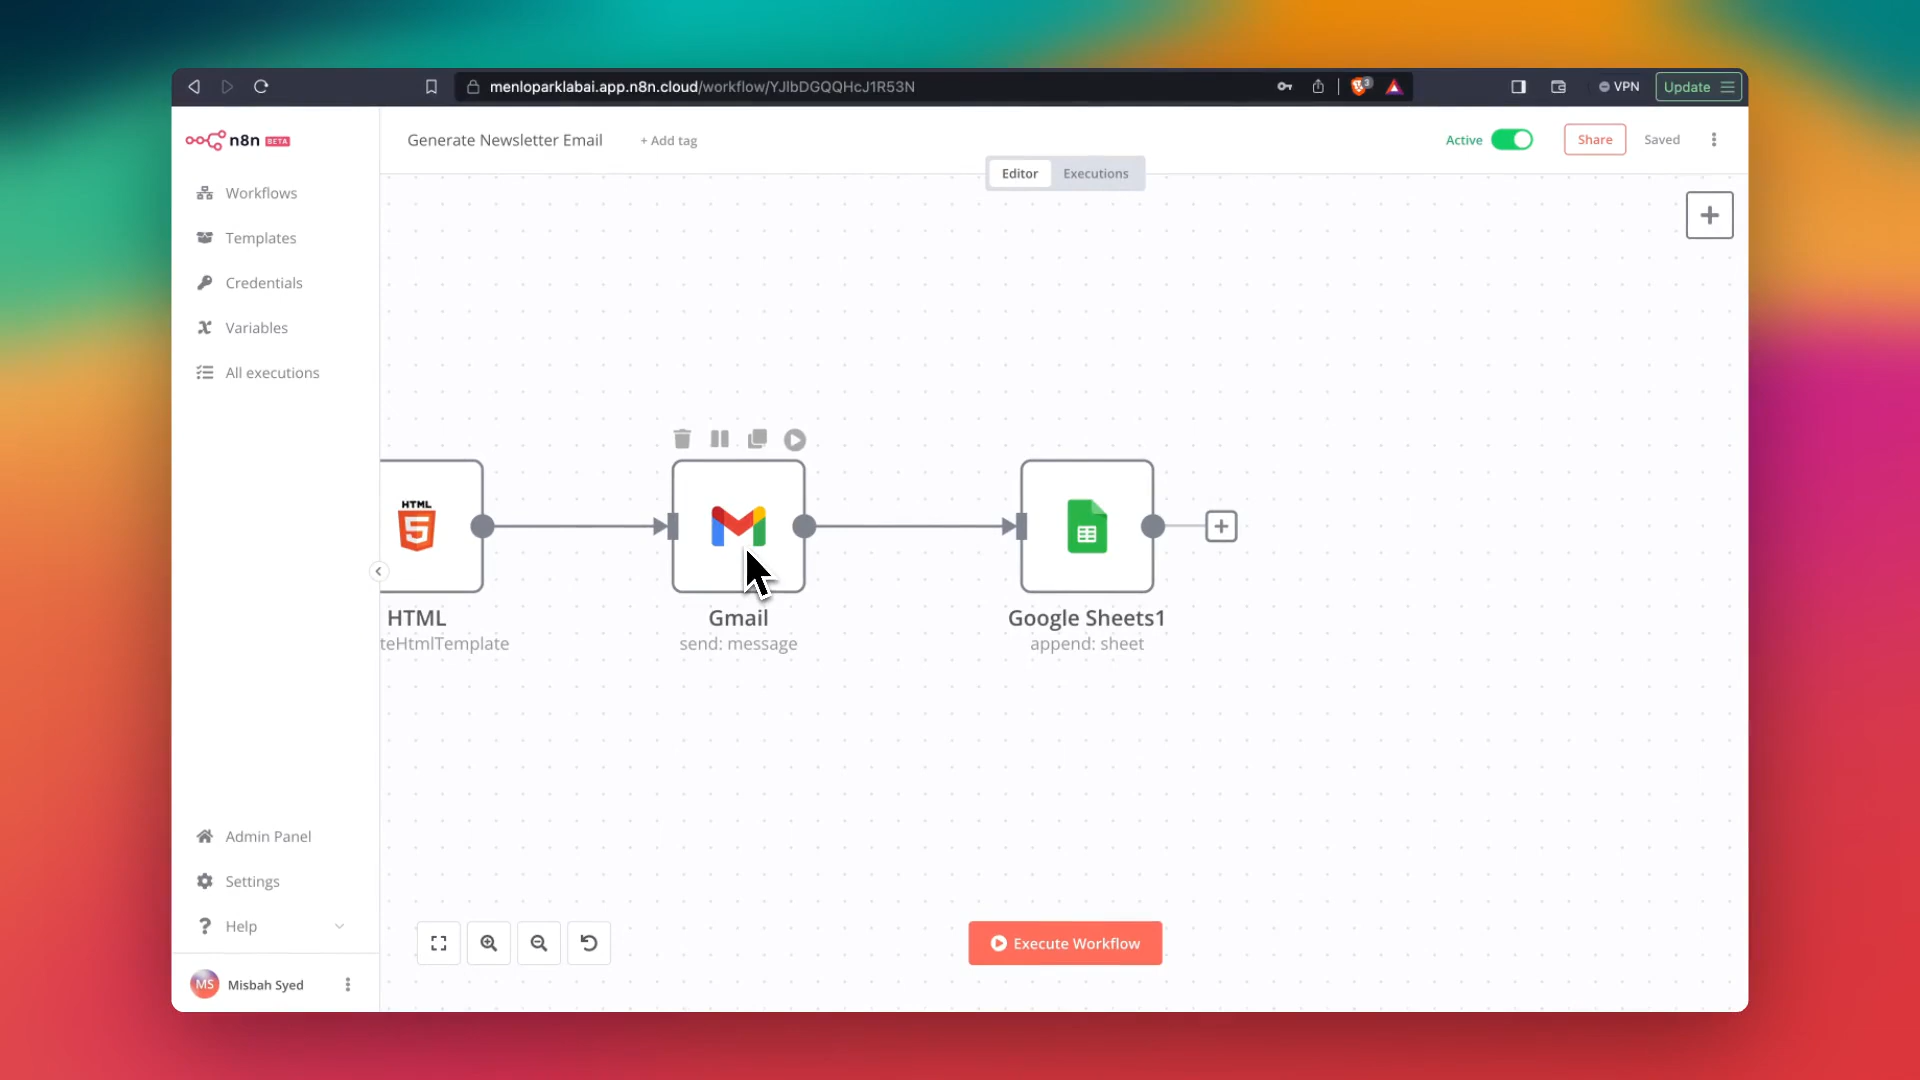 menloparklabai.app.n8n.cloud/workflow/YJlbDGQQHcJ1R53N
3
VPN
Update
n8n BETA
Generate Newsletter Email
+ Add tag
Active
Share
Saved
Editor
Executions
Workflows
Templates
Credentials
Variables
All executions
HTML
5
HTML
teHtmlTemplate
Gmail
send: message
Google Sheets1
append: sheet
Admin Panel
Settings
? Help
Execute Workflow
MS Misbah Syed